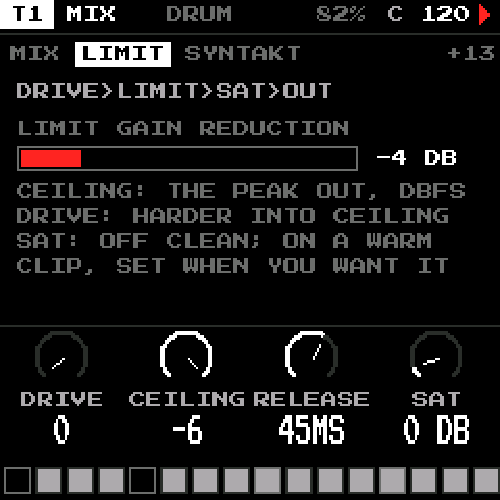 T1 MIX DRUM 82% C 120
MIX LIMIT SYNTAKT +13
DRIVE>LIMIT>SAT>OUT
LIMIT GAIN REDUCTION
-4 DB
CEILING: THE PEAK OUT, DBFS
DRIVE: HARDER INTO CEILING
SAT: OFF CLEAN; ON A WARM
CLIP, SET WHEN YOU WANT IT
DRIVE CEILING RELEASE SAT
0 -6 45MS 0 DB